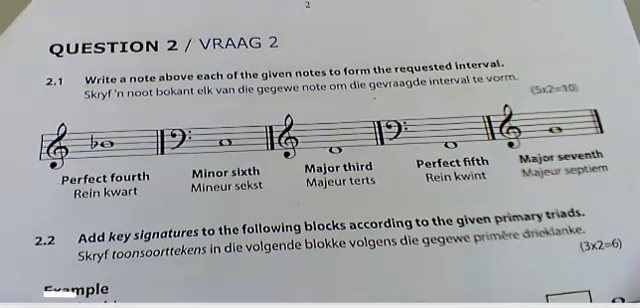 2
QUESTION 2 / VRAAG 2
2.1 Write a note above each of the given notes to form the requested interval.
Skryf 'n noot bokant elk van die gegewe note om die gevraagde interval te vorm.
(5x2=10)
Perfect fourth
Rein kwart
Minor sixth
Mineur sekst
Major third
Majeur terts
Perfect fifth
Rein kwint
Major seventh
Majeur septiem
2.2 Add key signatures to the following blocks according to the given primary triads.
Skryf toonsoorttekens in die volgende blokke volgens die gegewe primêre drieklanke.
(3x2=6)
Example